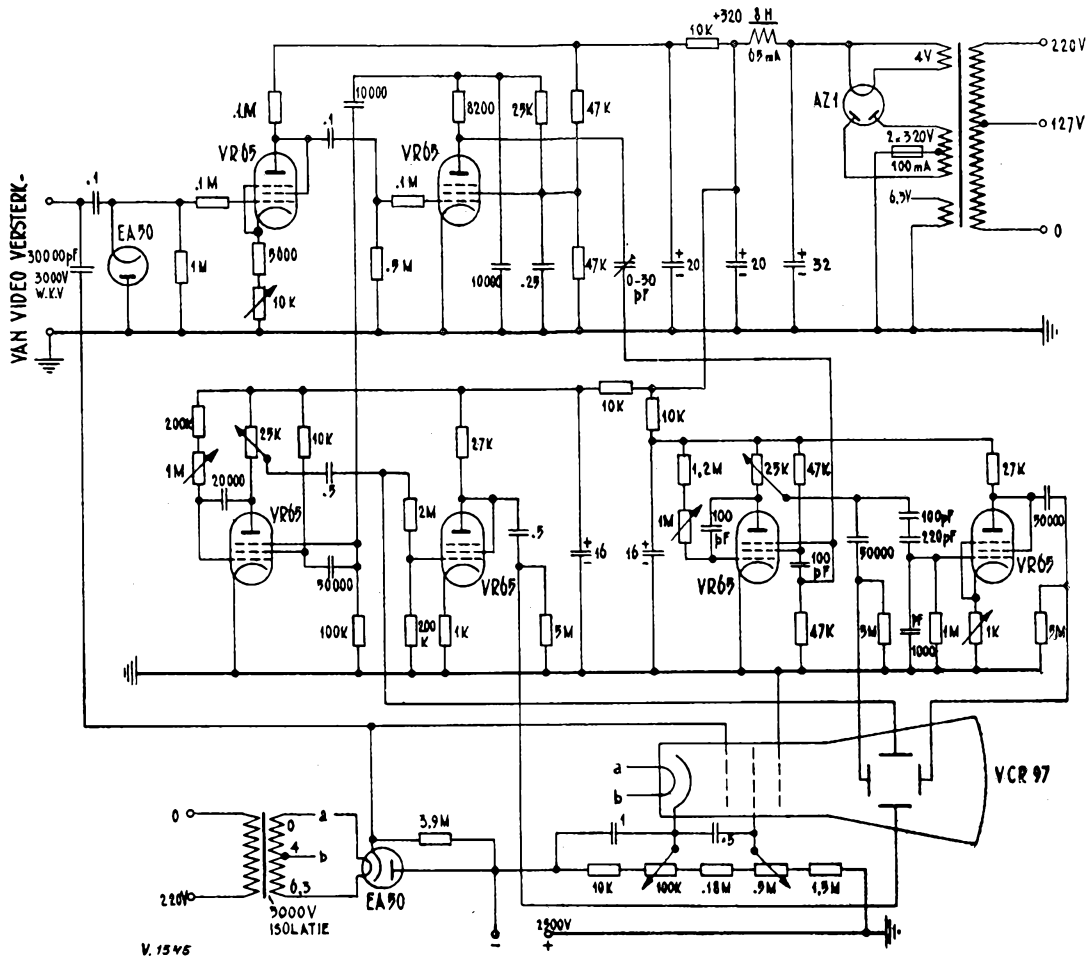 +320
8H
10K
65mA
220V
4V
AZ1
127V
2x320V
100mA
6,3V
0
.1M
VR65
.1
10000
8200
25K
47K
VR65
.1M
.1M
.1
EA50
30000pF
3000V
W.K.V
1M
5000
10K
.5M
10000
.25
47K
0-30
pF
20
20
32
VAN VIDEO VERSTERK-
200K
25K
10K
1M
20000
.5
VR65
50000
100K
2M
200
K
27K
VR65
1K
.5
5M
16
10K
10K
16
1,2M
1M
100
pF
25K
47K
VR65
100
pF
47K
50000
5M
100pF
220pF
pF
1000
1M
27K
50000
VR65
1K
5M
a
b
VCR 97
0
220V
0
4
6,3
a
b
3000V
ISOLATIE
EA50
3,9M
1
.5
10K
100K
.18M
.5M
1,5M
-
+
2500V
V. 1545